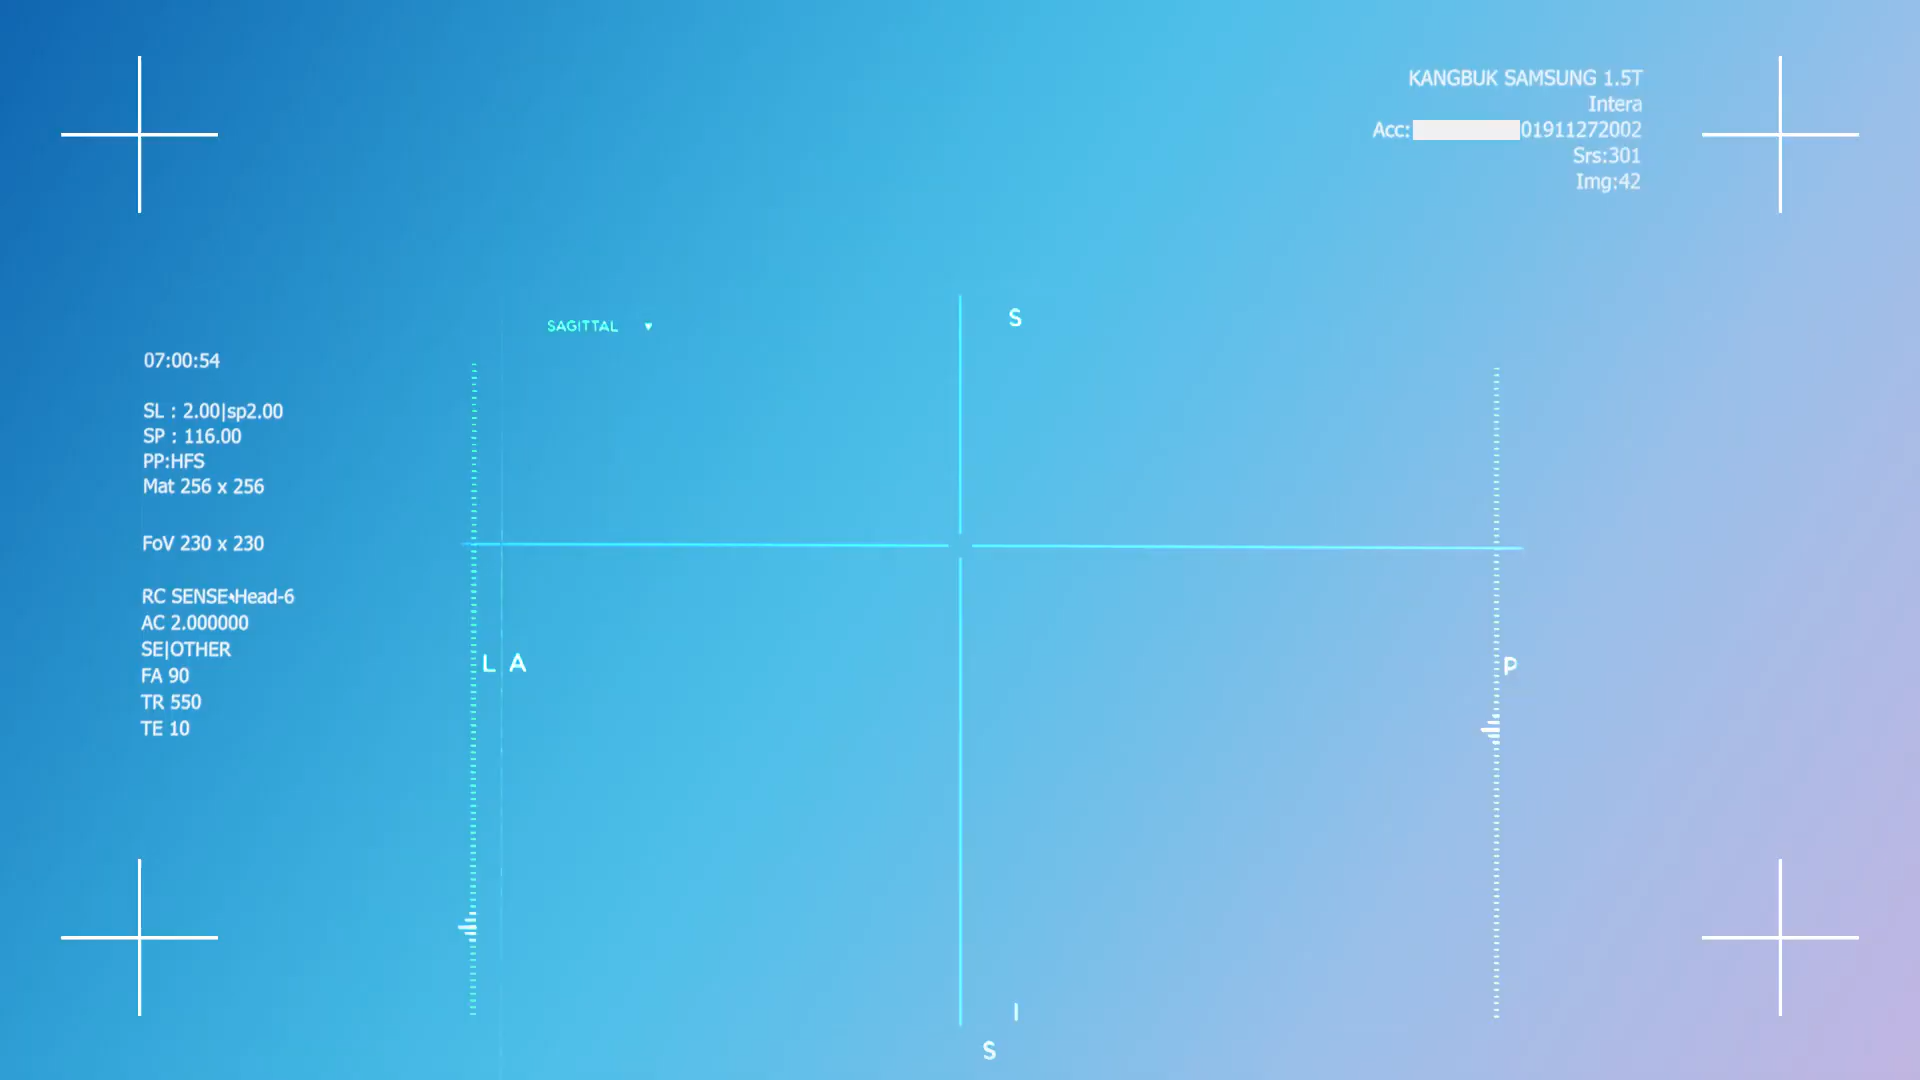 KANGBUK SAMSUNG 1.5T
Intera
Acc: 01911272002
Srs:301
Img:42
SAGITTAL
S
07:00:54
SL : 2.00|sp2.00
SP : 116.00
PP:HFS
Mat 256 x 256
FoV 230 x 230
RC SENSE-Head-6
AC 2.000000
SE|OTHER
FA 90
TR 550
TE 10
L A
P
I
S